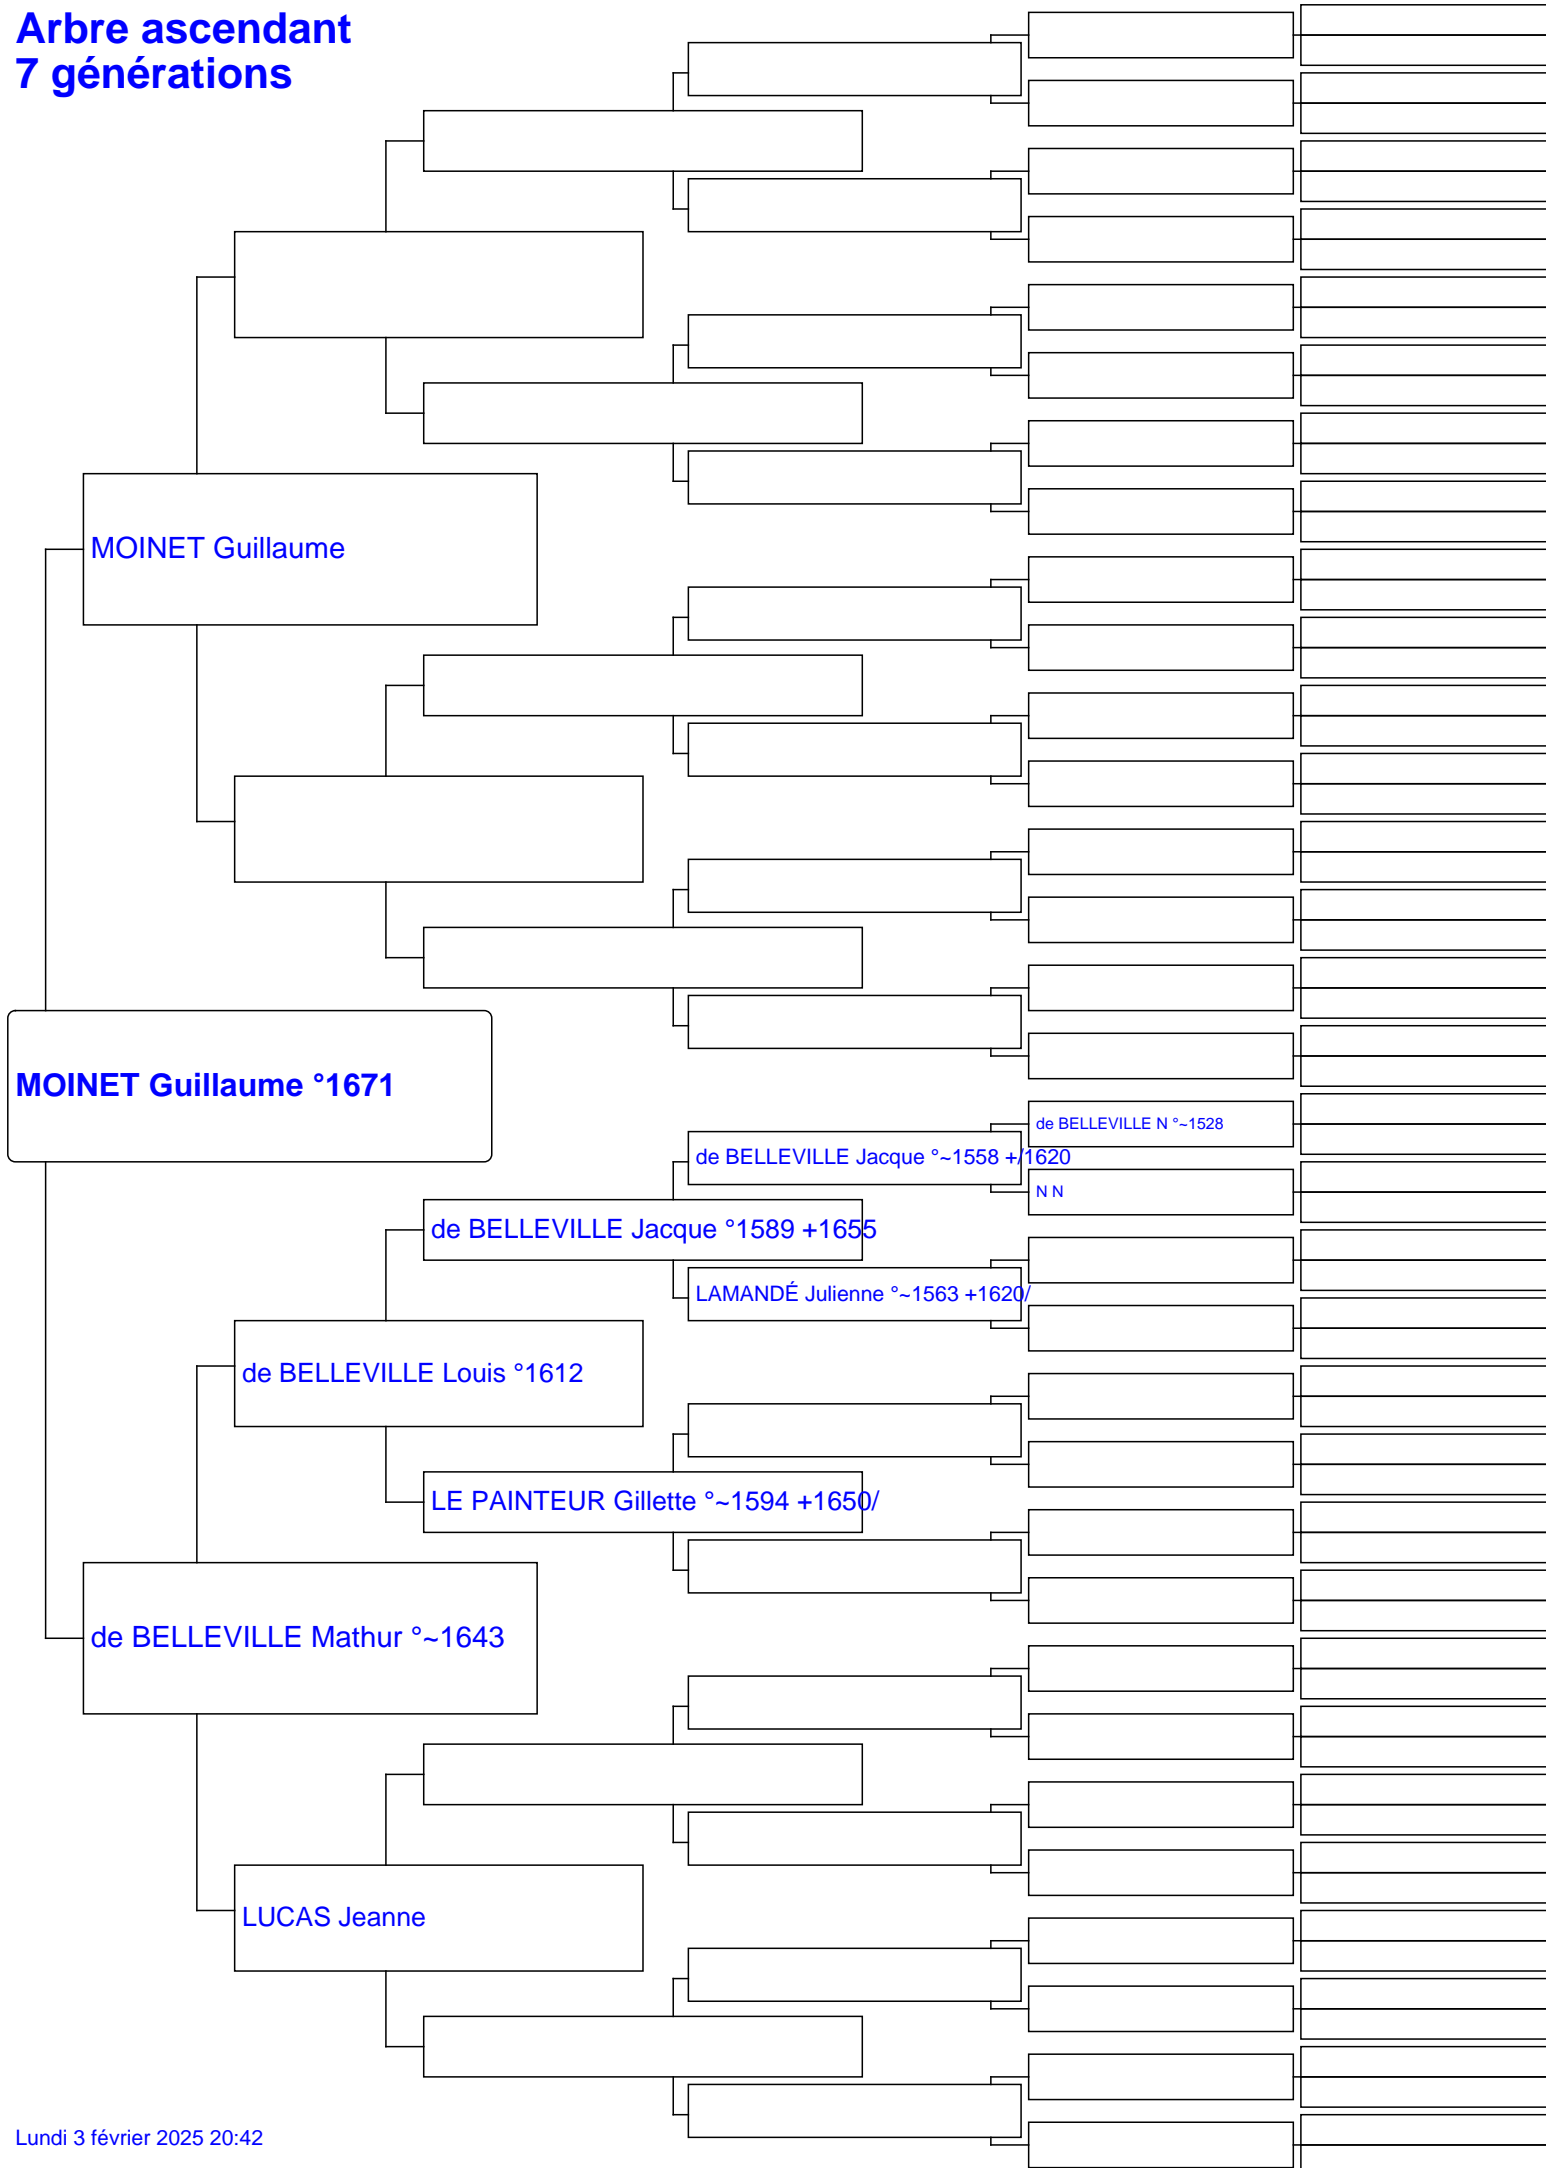 Arbre ascendant
7 générations
MOINET Guillaume
MOINET Guillaume °1671
de BELLEVILLE N °~1528
de BELLEVILLE Jacque °~1558 +/1620
N N
de BELLEVILLE Jacque °1589 +1655
LAMANDÉ Julienne °~1563 +1620/
de BELLEVILLE Louis °1612
LE PAINTEUR Gillette °~1594 +1650/
de BELLEVILLE Mathur °~1643
LUCAS Jeanne
Lundi 3 février 2025 20:42